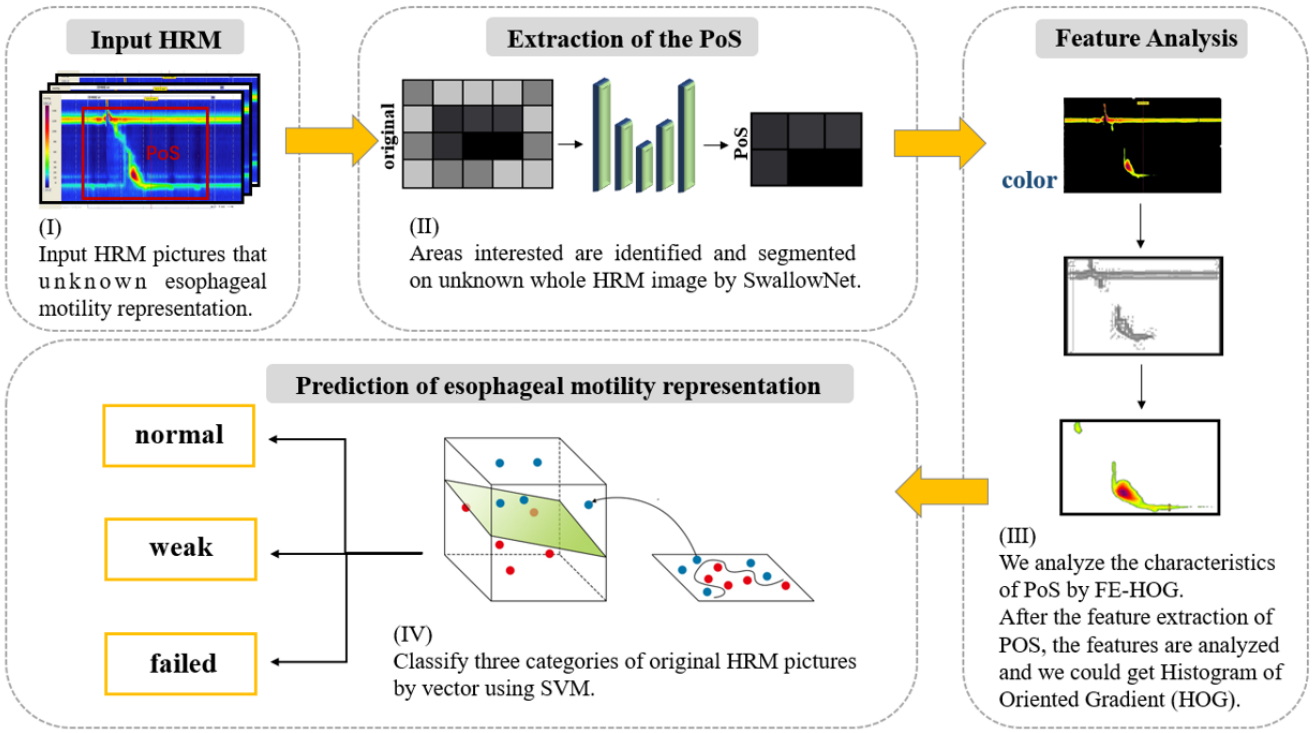 Input HRM
PoS
(I)
Input HRM pictures that
unknown esophageal
motility representation.
Extraction of the PoS
original
PoS
(II)
Areas interested are identified and segmented
on unknown whole HRM image by SwallowNet.
Feature Analysis
color
(III)
We analyze the characteristics
of PoS by FE-HOG.
After the feature extraction of
POS, the features are analyzed
and we could get Histogram of
Oriented Gradient (HOG).
Prediction of esophageal motility representation
normal
weak
failed
(IV)
Classify three categories of original HRM pictures
by vector using SVM.